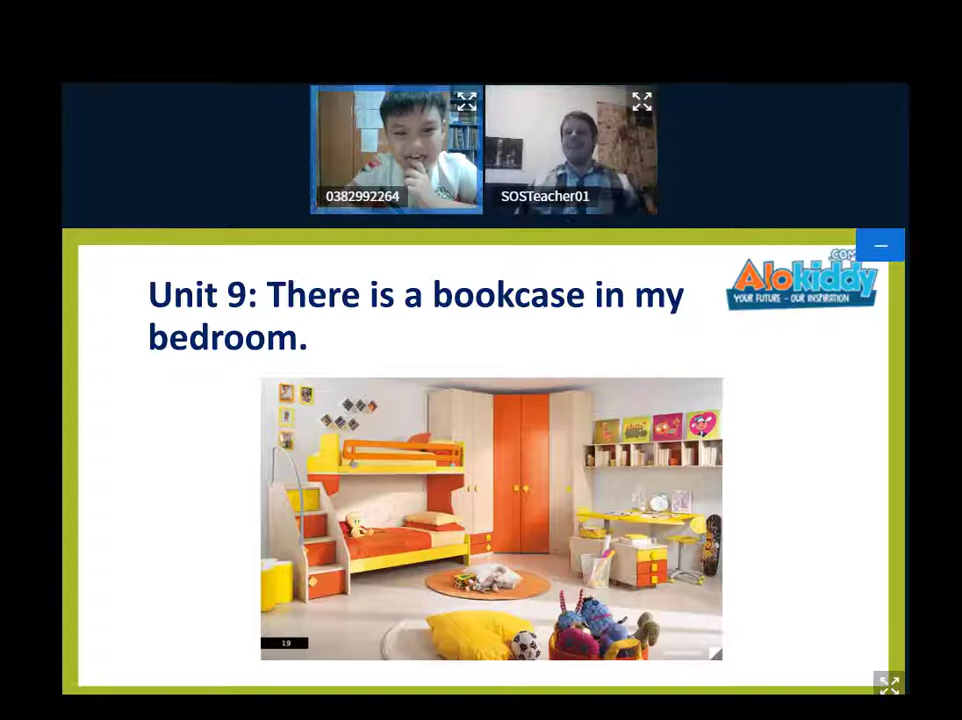 0382992264
SOSTeacher01
Unit 9: There is a bookcase in my
bedroom.
.COM
Alokiddy
YOUR FUTURE - OUR INSPIRATION
19